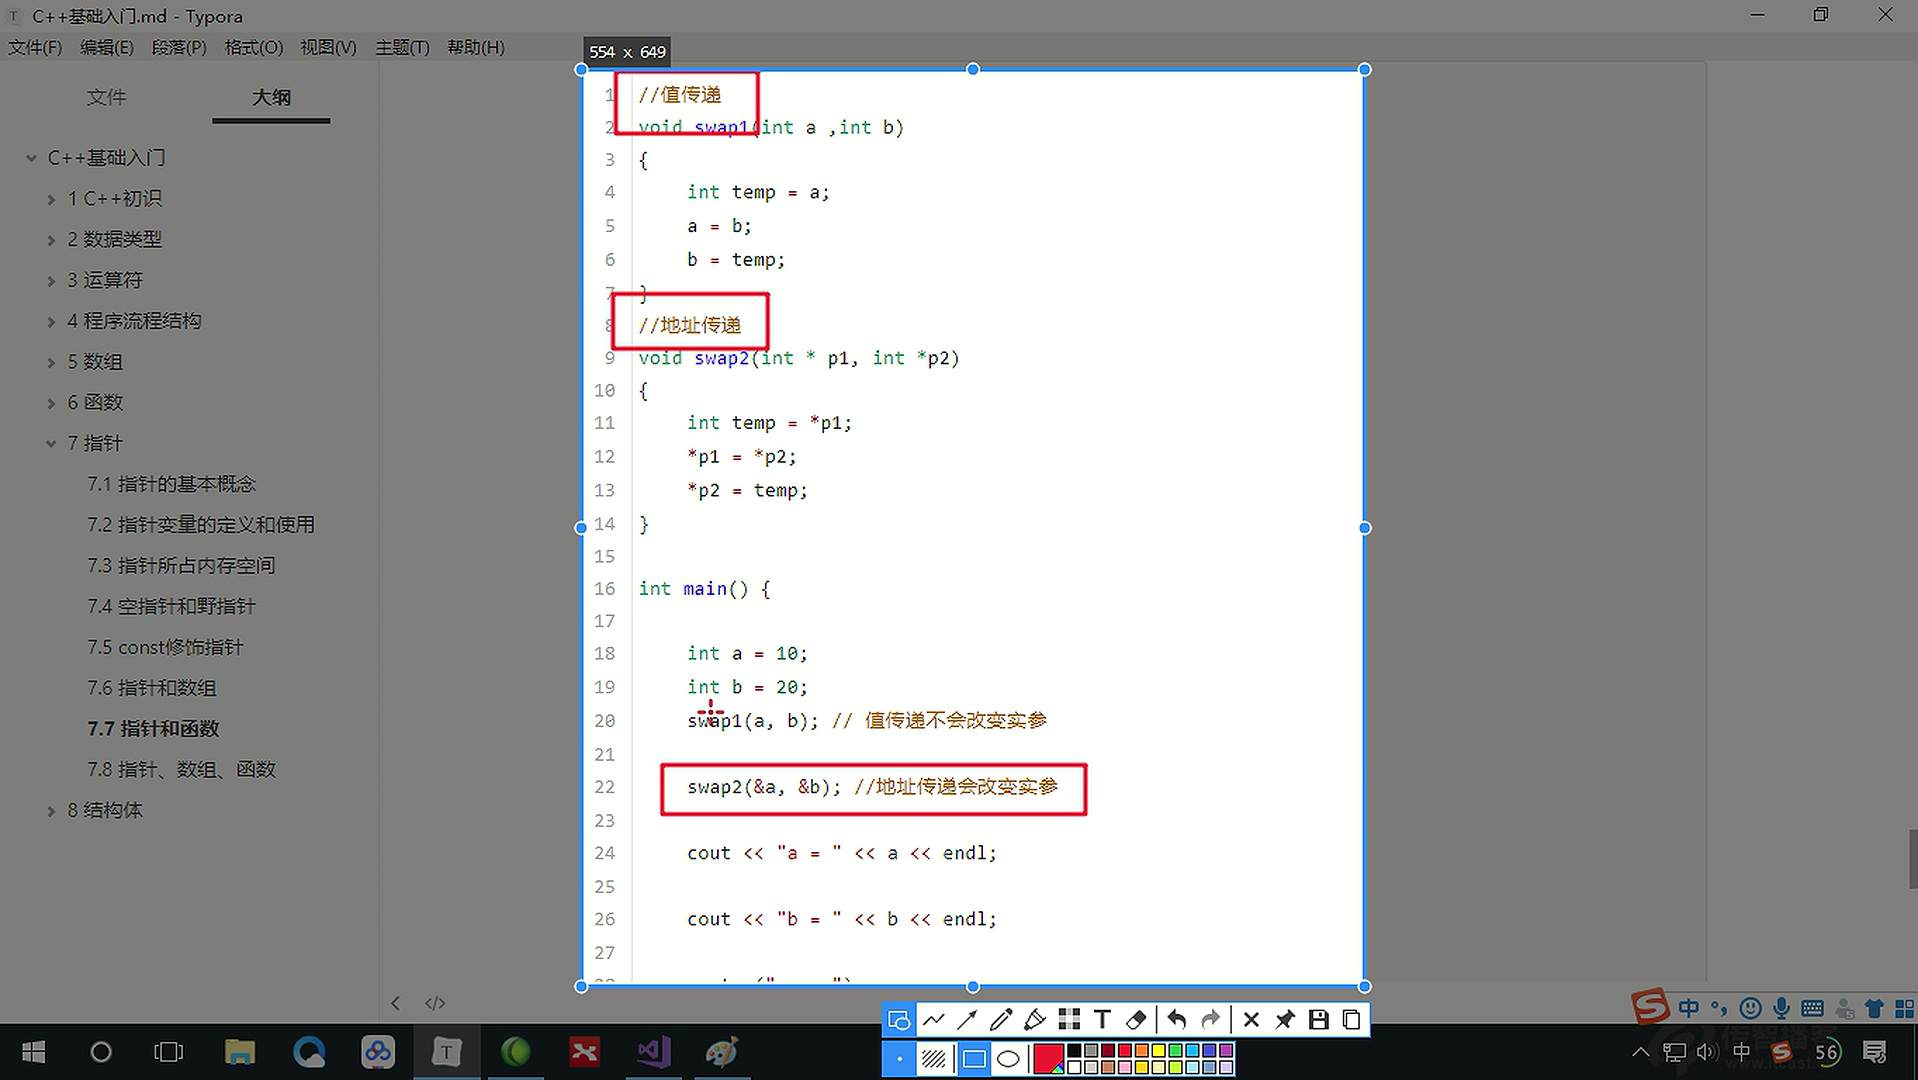 C++基础入门.md - Typora
文件(F) 编辑(E) 段落(P) 格式(O) 视图(V) 主题(T) 帮助(H)
554 x 649
文件 大纲
C++基础入门
1 C++初识
2 数据类型
3 运算符
4 程序流程结构
5 数组
6 函数
7 指针
7.1 指针的基本概念
7.2 指针变量的定义和使用
7.3 指针所占内存空间
7.4 空指针和野指针
7.5 const修饰指针
7.6 指针和数组
7.7 指针和函数
7.8 指针、数组、函数
8 结构体
1 //值传递
2 void swap1(int a ,int b)
3 {
4 int temp = a;
5 a = b;
6 b = temp;
7 }
8 //地址传递
9 void swap2(int * p1, int *p2)
10 {
11 int temp = *p1;
12 *p1 = *p2;
13 *p2 = temp;
14 }
15
16 int main() {
17
18 int a = 10;
19 int b = 20;
20 swap1(a, b); // 值传递不会改变实参
21
22 swap2(&a, &b); //地址传递会改变实参
23
24 cout << "a = " << a << endl;
25
26 cout << "b = " << b << endl;
27
</>
中
中
56